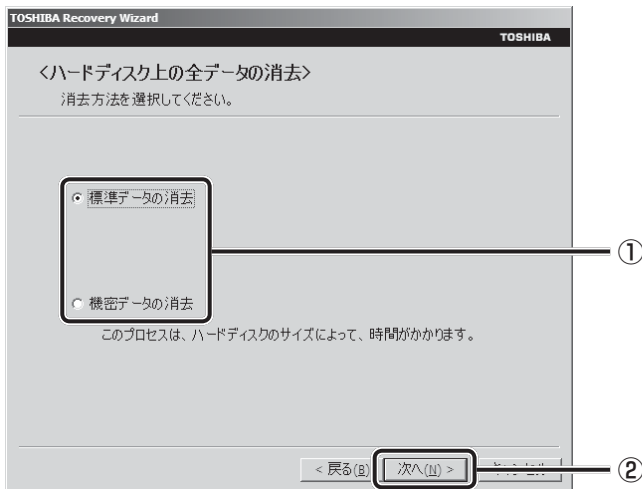 TOSHIBA Recovery Wizard
TOSHIBA
<ハードディスク上の全データの消去>
消去方法を選択してください。
標準データの消去
①
機密データの消去
このプロセスは、ハードディスクのサイズによって、時間がかかります。
< 戻る(B) 次へ(N) > ②